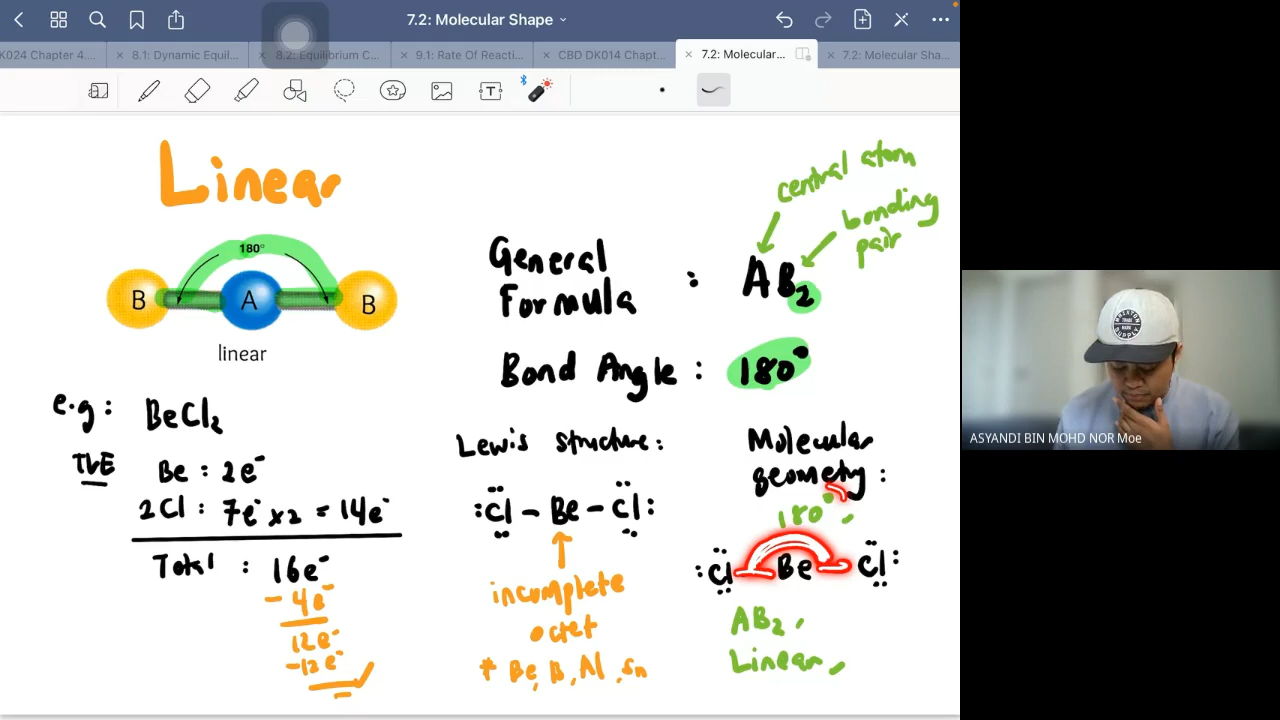 7.2: Molecular Shape
K024 Chapter 4....
8.1: Dynamic Equil...
8.2: Equilibrium C...
9.1: Rate Of Reacti...
CBD DK014 Chapt...
7.2: Molecular...
7.2: Molecular Sha...
Linear
180°
B A B
linear
central atom
bonding
pair
General
Formula : AB₂
Bond Angle : 180°
e.g : BeCl₂
TVE Be : 2e⁻
2Cl : 7e⁻ x 2 = 14e⁻
Total : 16e⁻
- 4e⁻
12e⁻
-12e⁻
Lewis structure:
:Cl - Be - Cl:
incomplete
octet
* Be, B, Al, Sn
Molecular
geometry :
180°,
:Cl Be Cl:
AB₂,
Linear,
BRIXTON
SUPPLY
ASYANDI BIN MOHD NOR Moe